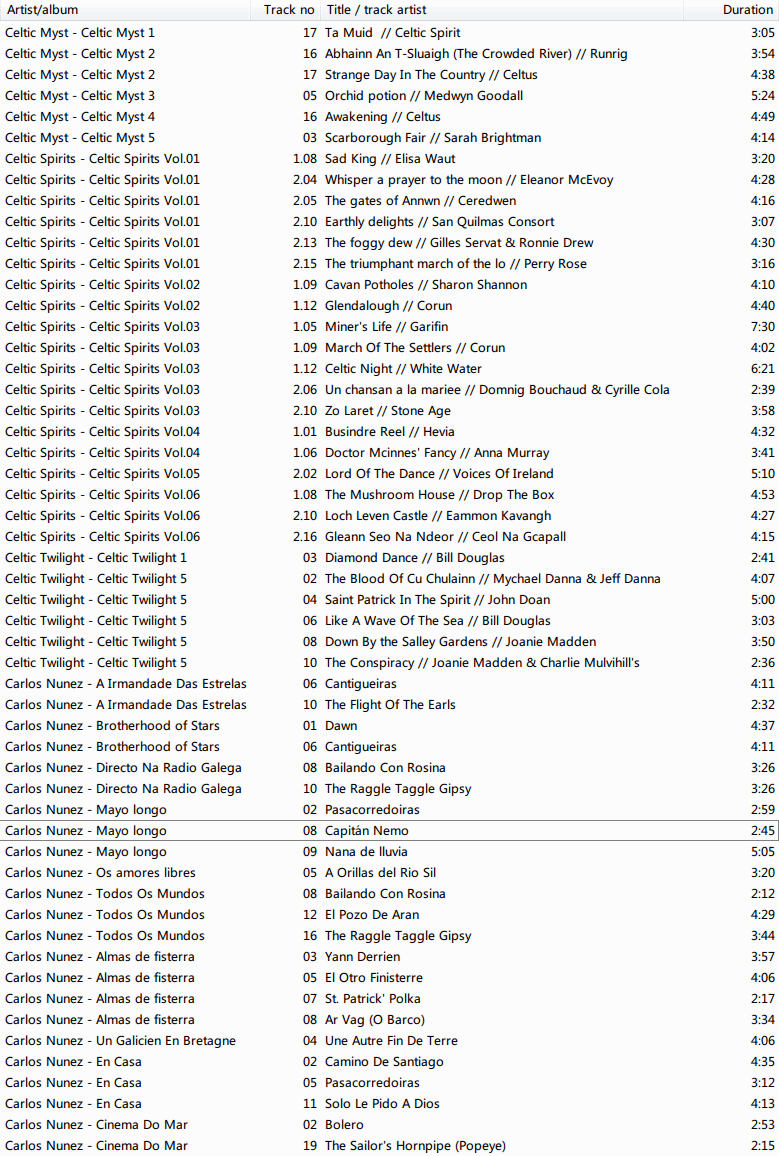 Artist/album Track no Title / track artist Duration
Celtic Myst - Celtic Myst 1 17 Ta Muid // Celtic Spirit 3:05
Celtic Myst - Celtic Myst 2 16 Abhainn An T-Sluaigh (The Crowded River) // Runrig 3:54
Celtic Myst - Celtic Myst 2 17 Strange Day In The Country // Celtus 4:38
Celtic Myst - Celtic Myst 3 05 Orchid potion // Medwyn Goodall 5:24
Celtic Myst - Celtic Myst 4 16 Awakening // Celtus 4:49
Celtic Myst - Celtic Myst 5 03 Scarborough Fair // Sarah Brightman 4:14
Celtic Spirits - Celtic Spirits Vol.01 1.08 Sad King // Elisa Waut 3:20
Celtic Spirits - Celtic Spirits Vol.01 2.04 Whisper a prayer to the moon // Eleanor McEvoy 4:28
Celtic Spirits - Celtic Spirits Vol.01 2.05 The gates of Annwn // Ceredwen 4:16
Celtic Spirits - Celtic Spirits Vol.01 2.10 Earthly delights // San Quilmas Consort 3:07
Celtic Spirits - Celtic Spirits Vol.01 2.13 The foggy dew // Gilles Servat & Ronnie Drew 4:30
Celtic Spirits - Celtic Spirits Vol.01 2.15 The triumphant march of the lo // Perry Rose 3:16
Celtic Spirits - Celtic Spirits Vol.02 1.09 Cavan Potholes // Sharon Shannon 4:10
Celtic Spirits - Celtic Spirits Vol.02 1.12 Glendalough // Corun 4:40
Celtic Spirits - Celtic Spirits Vol.03 1.05 Miner's Life // Garifin 7:30
Celtic Spirits - Celtic Spirits Vol.03 1.09 March Of The Settlers // Corun 4:02
Celtic Spirits - Celtic Spirits Vol.03 1.12 Celtic Night // White Water 6:21
Celtic Spirits - Celtic Spirits Vol.03 2.06 Un chansan a la mariee // Domnig Bouchaud & Cyrille Cola 2:39
Celtic Spirits - Celtic Spirits Vol.03 2.10 Zo Laret // Stone Age 3:58
Celtic Spirits - Celtic Spirits Vol.04 1.01 Busindre Reel // Hevia 4:32
Celtic Spirits - Celtic Spirits Vol.04 1.06 Doctor Mcinnes' Fancy // Anna Murray 3:41
Celtic Spirits - Celtic Spirits Vol.05 2.02 Lord Of The Dance // Voices Of Ireland 5:10
Celtic Spirits - Celtic Spirits Vol.06 1.08 The Mushroom House // Drop The Box 4:53
Celtic Spirits - Celtic Spirits Vol.06 2.10 Loch Leven Castle // Eammon Kavangh 4:27
Celtic Spirits - Celtic Spirits Vol.06 2.16 Gleann Seo Na Ndeor // Ceol Na Gcapall 4:15
Celtic Twilight - Celtic Twilight 1 03 Diamond Dance // Bill Douglas 2:41
Celtic Twilight - Celtic Twilight 5 02 The Blood Of Cu Chulainn // Mychael Danna & Jeff Danna 4:07
Celtic Twilight - Celtic Twilight 5 04 Saint Patrick In The Spirit // John Doan 5:00
Celtic Twilight - Celtic Twilight 5 06 Like A Wave Of The Sea // Bill Douglas 3:03
Celtic Twilight - Celtic Twilight 5 08 Down By the Salley Gardens // Joanie Madden 3:50
Celtic Twilight - Celtic Twilight 5 10 The Conspiracy // Joanie Madden & Charlie Mulvihill's 2:36
Carlos Nunez - A Irmandade Das Estrelas 06 Cantigueiras 4:11
Carlos Nunez - A Irmandade Das Estrelas 10 The Flight Of The Earls 2:32
Carlos Nunez - Brotherhood of Stars 01 Dawn 4:37
Carlos Nunez - Brotherhood of Stars 06 Cantigueiras 4:11
Carlos Nunez - Directo Na Radio Galega 08 Bailando Con Rosina 3:26
Carlos Nunez - Directo Na Radio Galega 10 The Raggle Taggle Gipsy 3:26
Carlos Nunez - Mayo longo 02 Pasacorredoiras 2:59
Carlos Nunez - Mayo longo 08 Capitán Nemo 2:45
Carlos Nunez - Mayo longo 09 Nana de lluvia 5:05
Carlos Nunez - Os amores libres 05 A Orillas del Rio Sil 3:20
Carlos Nunez - Todos Os Mundos 08 Bailando Con Rosina 2:12
Carlos Nunez - Todos Os Mundos 12 El Pozo De Aran 4:29
Carlos Nunez - Todos Os Mundos 16 The Raggle Taggle Gipsy 3:44
Carlos Nunez - Almas de fisterra 03 Yann Derrien 3:57
Carlos Nunez - Almas de fisterra 05 El Otro Finisterre 4:06
Carlos Nunez - Almas de fisterra 07 St. Patrick' Polka 2:17
Carlos Nunez - Almas de fisterra 08 Ar Vag (O Barco) 3:34
Carlos Nunez - Un Galicien En Bretagne 04 Une Autre Fin De Terre 4:06
Carlos Nunez - En Casa 02 Camino De Santiago 4:35
Carlos Nunez - En Casa 05 Pasacorredoiras 3:12
Carlos Nunez - En Casa 11 Solo Le Pido A Dios 4:13
Carlos Nunez - Cinema Do Mar 02 Bolero 2:53
Carlos Nunez - Cinema Do Mar 19 The Sailor's Hornpipe (Popeye) 2:15